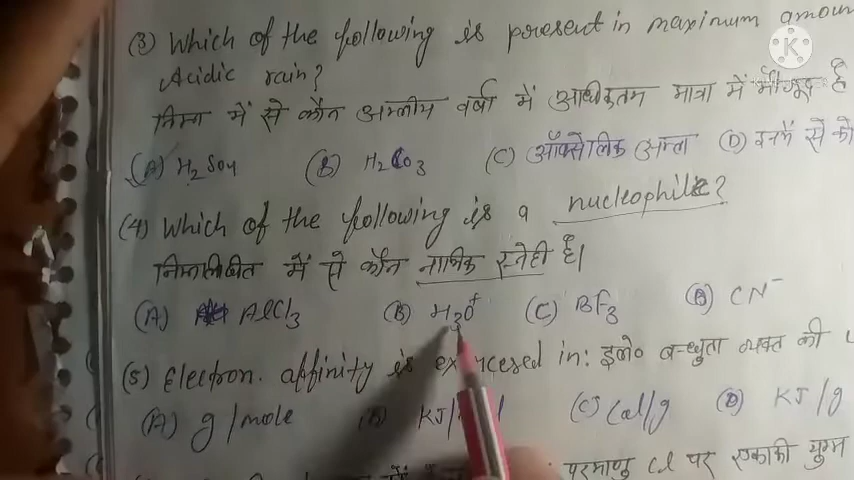 (3) Which of the following is present in maximum amoun
Acidic rain?
निम्न में से कौन अम्लीय वर्षा में अधिकतम मात्रा में मौजूद है
(A) H₂SO₄ (B) H₂CO₃ (C) ऑक्सेलिक अम्ल (D) इनमें से को
(4) Which of the following is a nucleophile?
निम्नलिखित में से कौन नाभिक स्नेही है।
(A) AlCl₃ (B) H₃O⁺ (C) BF₃ (D) CN⁻
(5) Electron. affinity is in: इले० बन्धुता व्यक्त की
(A) g/mole (B) KJ/ (C) Cal/g (D) KJ/g
परमाणु Cl पर एकाकी युग्म
K